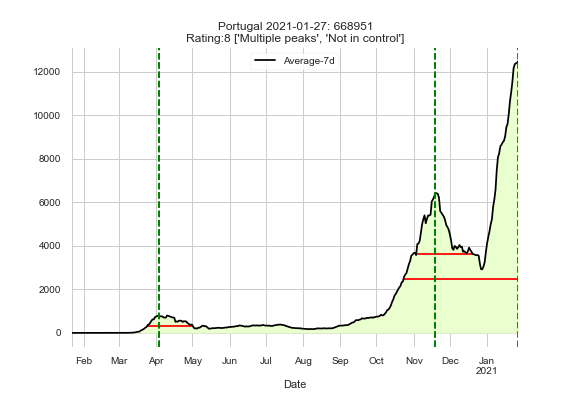 Portugal 2021-01-27: 668951
Rating:8 ['Multiple peaks', 'Not in control']
Average-7d
12000
10000
8000
6000
4000
2000
0
Feb Mar Apr May Jun Jul Aug Sep Oct Nov Dec Jan
2021
Date